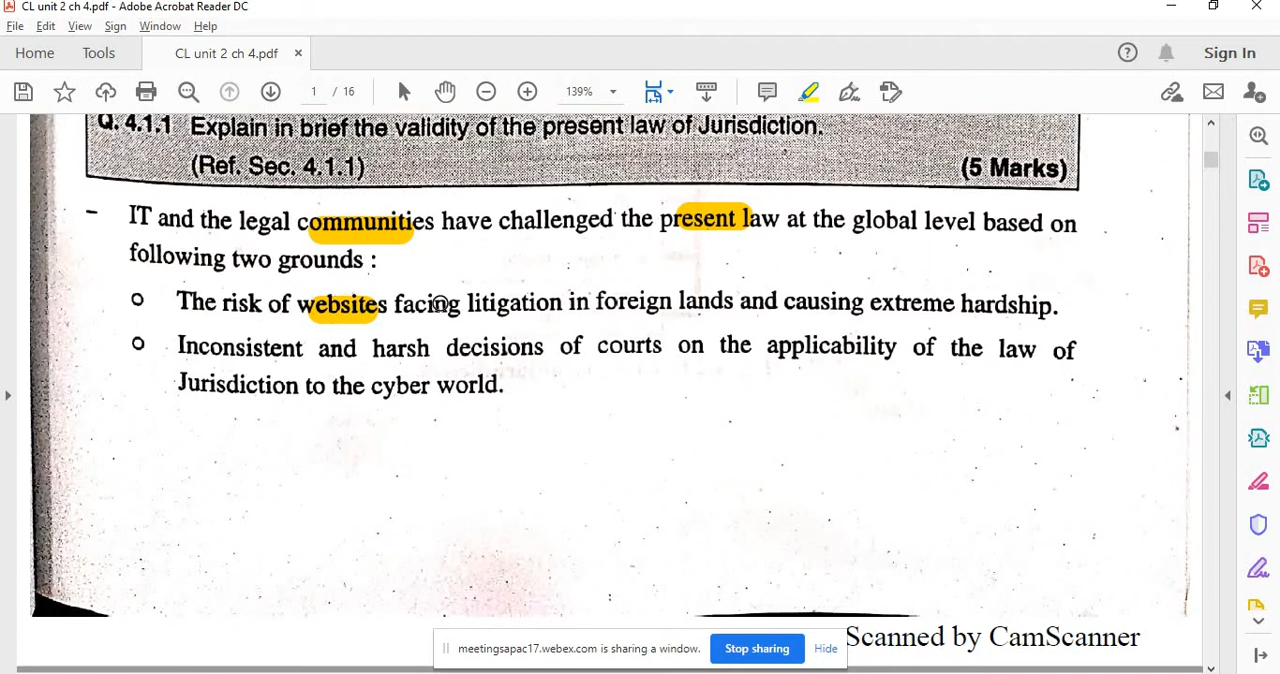 CL unit 2 ch 4.pdf - Adobe Acrobat Reader DC
File Edit View Sign Window Help
Home Tools CL unit 2 ch 4.pdf × Sign In
1 / 16 139%
Q. 4.1.1 Explain in brief the validity of the present law of Jurisdiction.
(Ref. Sec. 4.1.1) (5 Marks)
- IT and the legal communities have challenged the present law at the global level based on
following two grounds :
o The risk of websites facing litigation in foreign lands and causing extreme hardship.
o Inconsistent and harsh decisions of courts on the applicability of the law of
Jurisdiction to the cyber world.
Scanned by CamScanner
meetingsapac17.webex.com is sharing a window. Stop sharing Hide